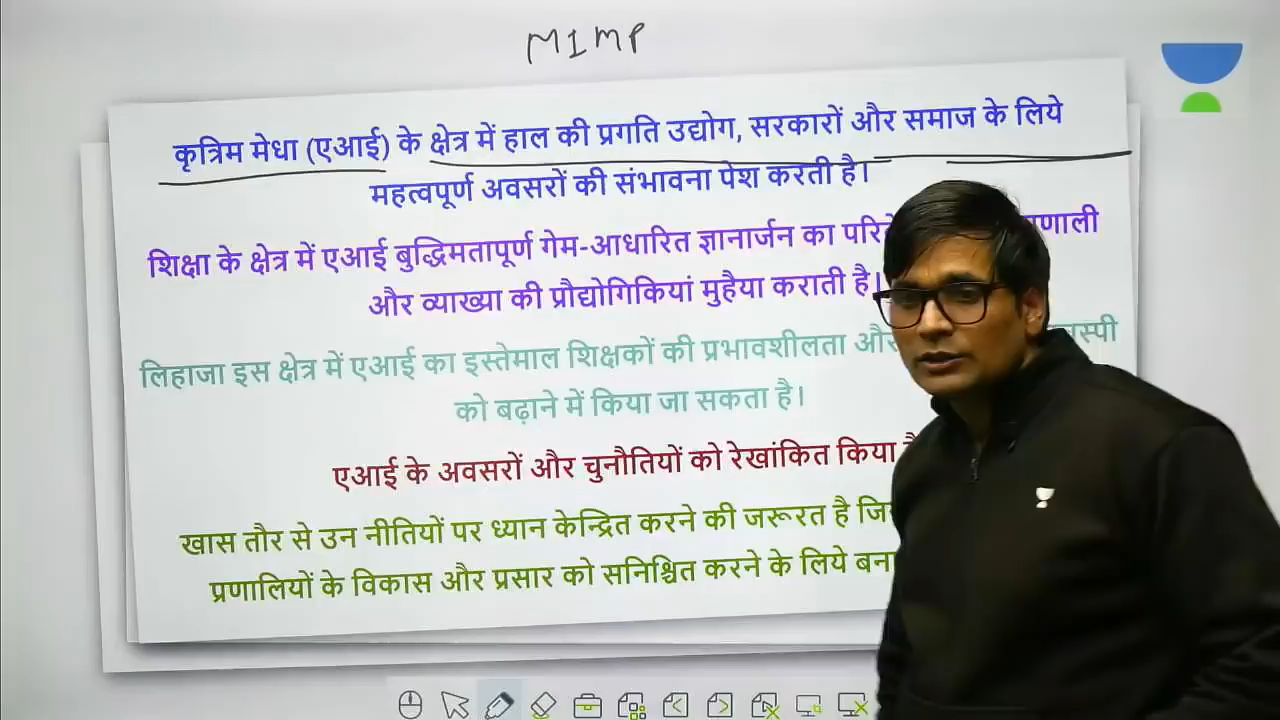 MIMP
कृत्रिम मेधा (एआई) के क्षेत्र में हाल की प्रगति उद्योग, सरकारों और समाज के लिये
महत्वपूर्ण अवसरों की संभावना पेश करती है।
शिक्षा के क्षेत्र में एआई बुद्धिमतापूर्ण गेम-आधारित ज्ञानार्जन का
और व्याख्या की प्रौद्योगिकियां मुहैया कराती है।
लिहाजा इस क्षेत्र में एआई का इस्तेमाल शिक्षकों की प्रभावशीलता
को बढ़ाने में किया जा सकता है।
एआई के अवसरों और चुनौतियों को रेखांकित किया
खास तौर से उन नीतियों पर ध्यान केन्द्रित करने की जरूरत है
प्रणालियों के विकास और प्रसार को सनिश्चित करने के लिये